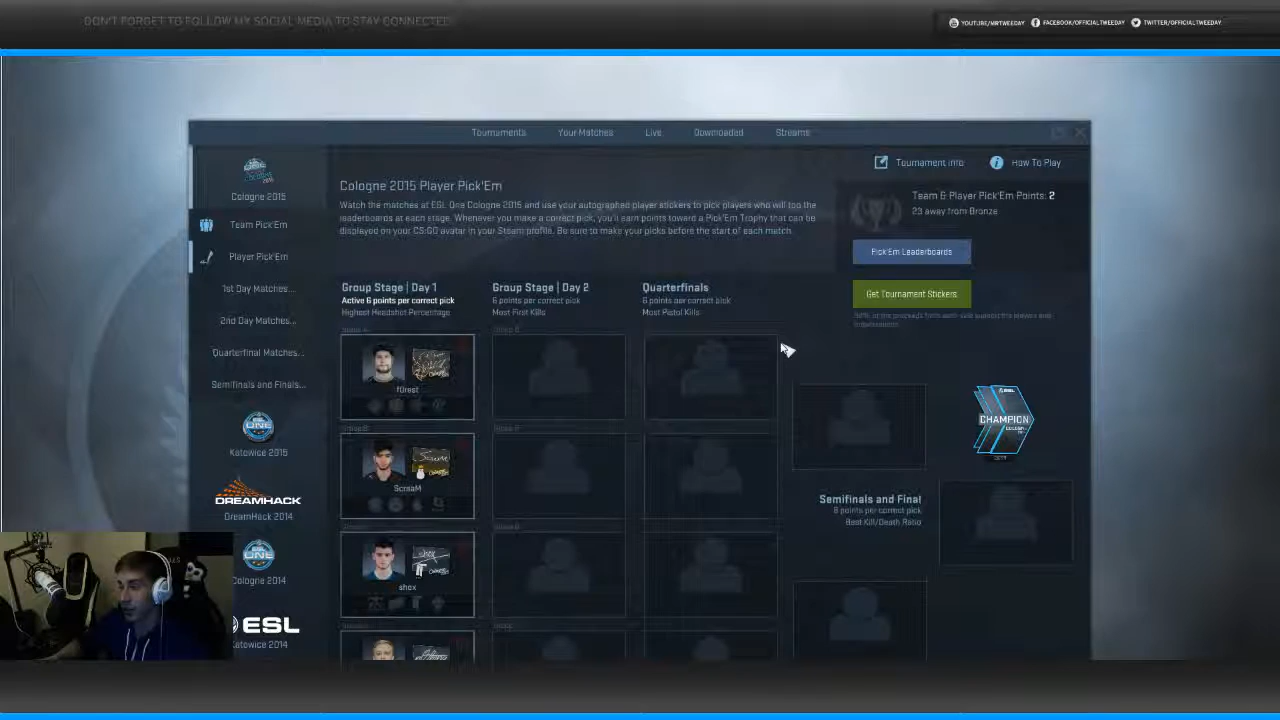 DON'T FORGET TO FOLLOW MY SOCIAL MEDIA TO STAY CONNECTED
YOUTUBE/MRTWEEDAY FACEBOOK/OFFICIALTWEEDAY TWITTER/OFFICIALTWEEDAY
Tournaments Your Matches Live Downloaded Streams
Tournament Info How To Play
Cologne 2015
Team Pick'Em
Player Pick'Em
1st Day Matches...
2nd Day Matches...
Quarterfinal Matches...
Semifinals and Finals...
Katowice 2015
DREAMHACK
DreamHack 2014
Cologne 2014
ESL
Katowice 2014
Cologne 2015 Player Pick'Em
Watch the matches at ESL One Cologne 2015 and use your autographed player stickers to pick players who will top the
leaderboards at each stage. Whenever you make a correct pick, you'll earn points toward a Pick'Em Trophy that can be
displayed on your CS:GO avatar in your Steam profile. Be sure to make your picks before the start of each match.
Team & Player Pick'Em Points: 2
23 away from Bronze
Pick'Em Leaderboards
Get Tournament Stickers
Group Stage | Day 1
Active 6 points per correct pick
Highest Headshot Percentage
Group Stage | Day 2
6 points per correct pick
Most First Kills
Quarterfinals
6 points per correct pick
Most Pistol Kills
f0rest
ScreaM
shox
CHAMPION
Semifinals and Final
6 points per correct pick
Best Kill/Death Ratio